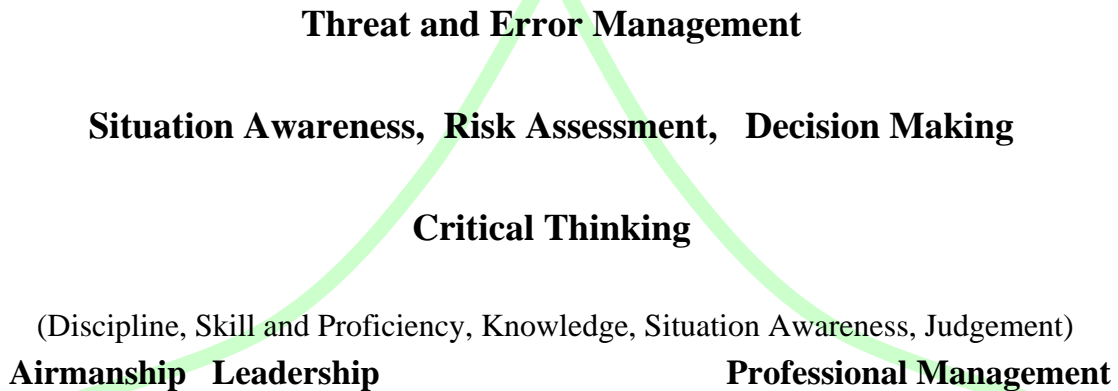 Threat and Error Management
Situation Awareness, Risk Assessment, Decision Making
Critical Thinking
(Discipline, Skill and Proficiency, Knowledge, Situation Awareness, Judgement)
Airmanship Leadership Professional Management